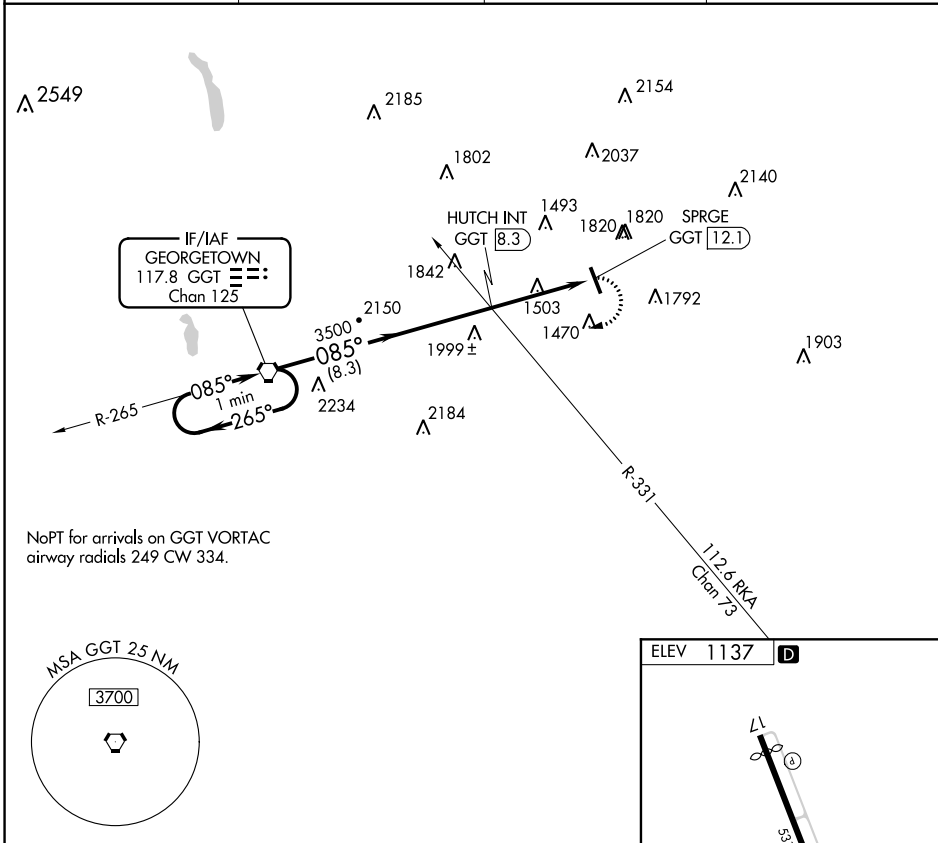 2549
2185
2154
1802
2037
2140
HUTCH INT
GGT 8.3
1493
1820
1820
SPRGE
GGT 12.1
IF/IAF
GEORGETOWN
117.8 GGT
Chan 125
1842
1503
1792
3500
2150
085°
(8.3)
1999 ±
1470
1903
085°
1 min
265°
R-265
2234
2184
R-331
NoPT for arrivals on GGT VORTAC
airway radials 249 CW 334.
112.6 RKA
Chan 73
MSA GGT 25 NM
3700
ELEV 1137 D
17
P